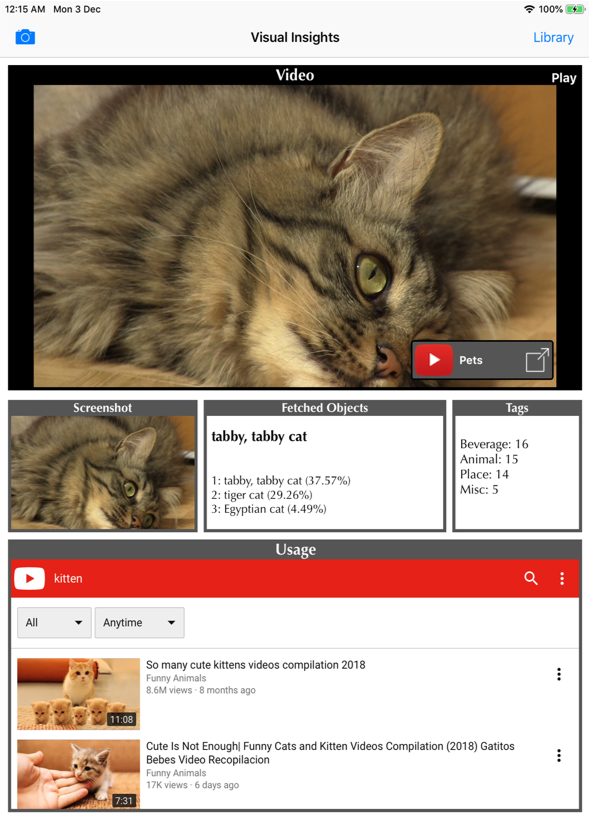 12:15 AM Mon 3 Dec
100%
Visual Insights
Library
Video
Play
Pets
Screenshot
Fetched Objects
Tags
tabby, tabby cat
1: tabby, tabby cat (37.57%)
2: tiger cat (29.26%)
3: Egyptian cat (4.49%)
Beverage: 16
Animal: 15
Place: 14
Misc: 5
Usage
kitten
All
Anytime
So many cute kittens videos compilation 2018
Funny Animals
8.6M views · 8 months ago
11:08
Cute Is Not Enough| Funny Cats and Kitten Videos Compilation (2018) Gatitos
Bebes Video Recopilacion
Funny Animals
17K views · 6 days ago
7:31